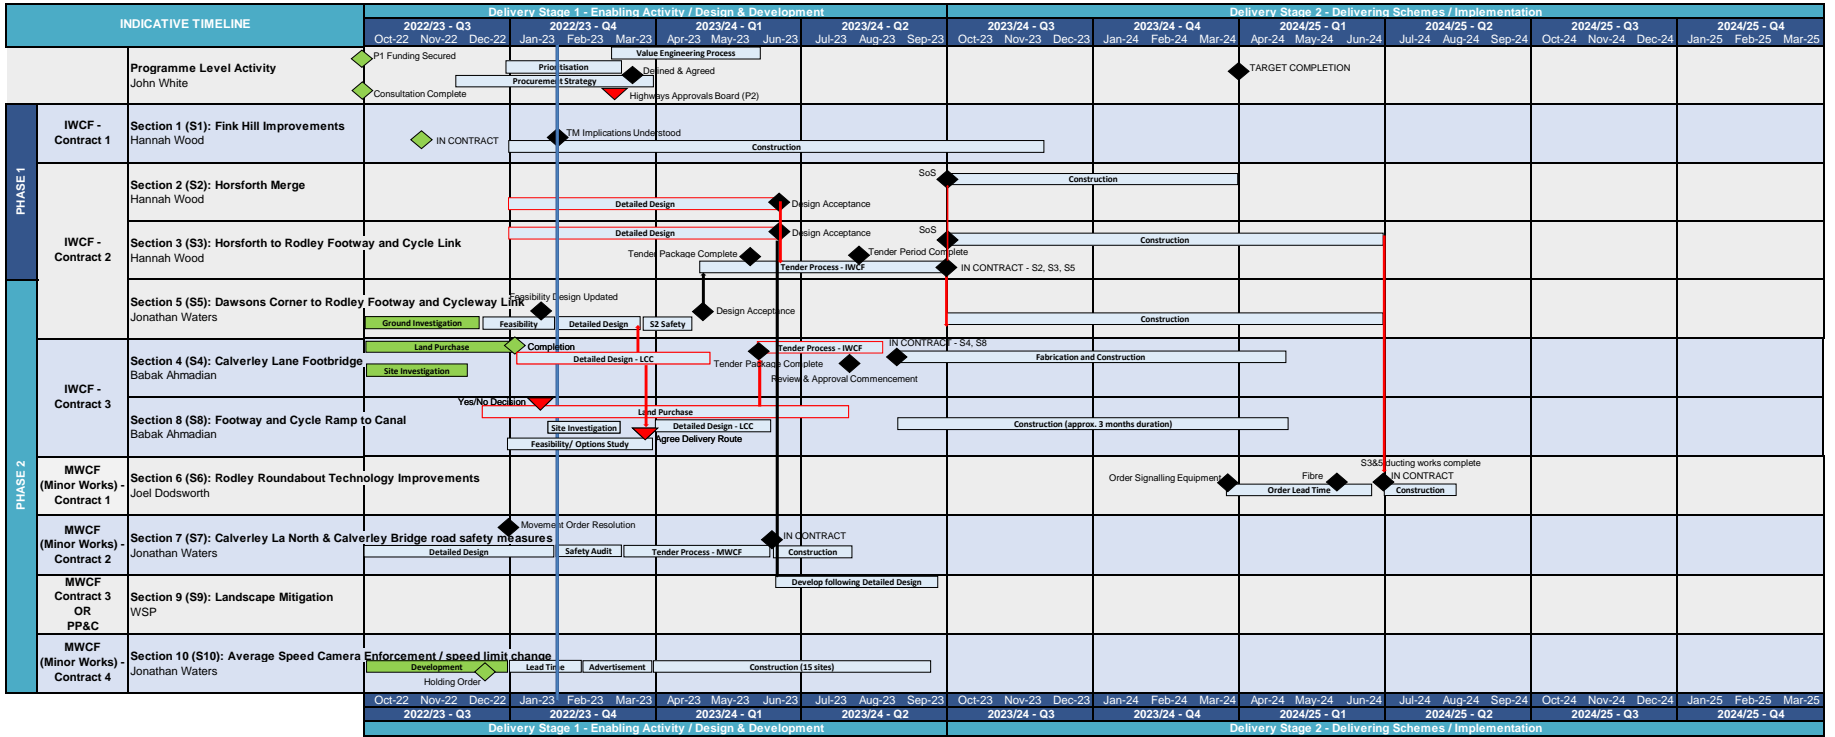 INDICATIVE TIMELINE
Delivery Stage 1 - Enabling Activity / Design & Development
Delivery Stage 2 - Delivering Schemes / Implementation
2022/23 - Q3
2022/23 - Q4
2023/24 - Q1
2023/24 - Q2
2023/24 - Q3
2023/24 - Q4
2024/25 - Q1
2024/25 - Q2
2024/25 - Q3
2024/25 - Q4
Oct-22 Nov-22 Dec-22 Jan-23 Feb-23 Mar-23 Apr-23 May-23 Jun-23 Jul-23 Aug-23 Sep-23 Oct-23 Nov-23 Dec-23 Jan-24 Feb-24 Mar-24 Apr-24 May-24 Jun-24 Jul-24 Aug-24 Sep-24 Oct-24 Nov-24 Dec-24 Jan-25 Feb-25 Mar-25
Programme Level Activity
John White
P1 Funding Secured
Value Engineering Process
Prioritisation
Defined & Agreed
Procurement Strategy
Consultation Complete
Highways Approvals Board (P2)
TARGET COMPLETION
PHASE 1
IWCF -
Contract 1
Section 1 (S1): Fink Hill Improvements
Hannah Wood
IN CONTRACT
TM Implications Understood
Construction
IWCF -
Contract 2
Section 2 (S2): Horsforth Merge
Hannah Wood
Detailed Design
Design Acceptance
SoS
Construction
Section 3 (S3): Horsforth to Rodley Footway and Cycle Link
Hannah Wood
Detailed Design
Design Acceptance
SoS
Construction
Tender Package Complete
Tender Period Complete
Tender Process - IWCF
IN CONTRACT - S2, S3, S5
PHASE 2
Section 5 (S5): Dawsons Corner to Rodley Footway and Cycleway Link
Jonathan Waters
Feasibility Design Updated
Design Acceptance
Ground Investigation
Feasibility
Detailed Design
S2 Safety
Construction
IWCF -
Contract 3
Section 4 (S4): Calverley Lane Footbridge
Babak Ahmadian
Land Purchase
Completion
Site Investigation
Detailed Design - LCC
Tender Process - IWCF
Tender Package Complete
Review & Approval Commencement
IN CONTRACT - S4, S8
Fabrication and Construction
Section 8 (S8): Footway and Cycle Ramp to Canal
Babak Ahmadian
Yes/No Decision
Land Purchase
Site Investigation
Detailed Design - LCC
Agree Delivery Route
Feasibility/ Options Study
Construction (approx. 3 months duration)
MWCF
(Minor Works) -
Contract 1
Section 6 (S6): Rodley Roundabout Technology Improvements
Joel Dodsworth
Order Signalling Equipment
Fibre
S3&5 ducting works complete
IN CONTRACT
Order Lead Time
Construction
MWCF
(Minor Works) -
Contract 2
Section 7 (S7): Calverley La North & Calverley Bridge road safety measures
Jonathan Waters
Movement Order Resolution
IN CONTRACT
Detailed Design
Safety Audit
Tender Process - MWCF
Construction
MWCF
Contract 3
OR
PP&C
Section 9 (S9): Landscape Mitigation
WSP
Develop following Detailed Design
MWCF
(Minor Works) -
Contract 4
Section 10 (S10): Average Speed Camera Enforcement / speed limit change
Jonathan Waters
Development
Holding Order
Lead Time
Advertisement
Construction (15 sites)
Oct-22 Nov-22 Dec-22 Jan-23 Feb-23 Mar-23 Apr-23 May-23 Jun-23 Jul-23 Aug-23 Sep-23 Oct-23 Nov-23 Dec-23 Jan-24 Feb-24 Mar-24 Apr-24 May-24 Jun-24 Jul-24 Aug-24 Sep-24 Oct-24 Nov-24 Dec-24 Jan-25 Feb-25 Mar-25
2022/23 - Q3
2022/23 - Q4
2023/24 - Q1
2023/24 - Q2
2023/24 - Q3
2023/24 - Q4
2024/25 - Q1
2024/25 - Q2
2024/25 - Q3
2024/25 - Q4
Delivery Stage 1 - Enabling Activity / Design & Development
Delivery Stage 2 - Delivering Schemes / Implementation